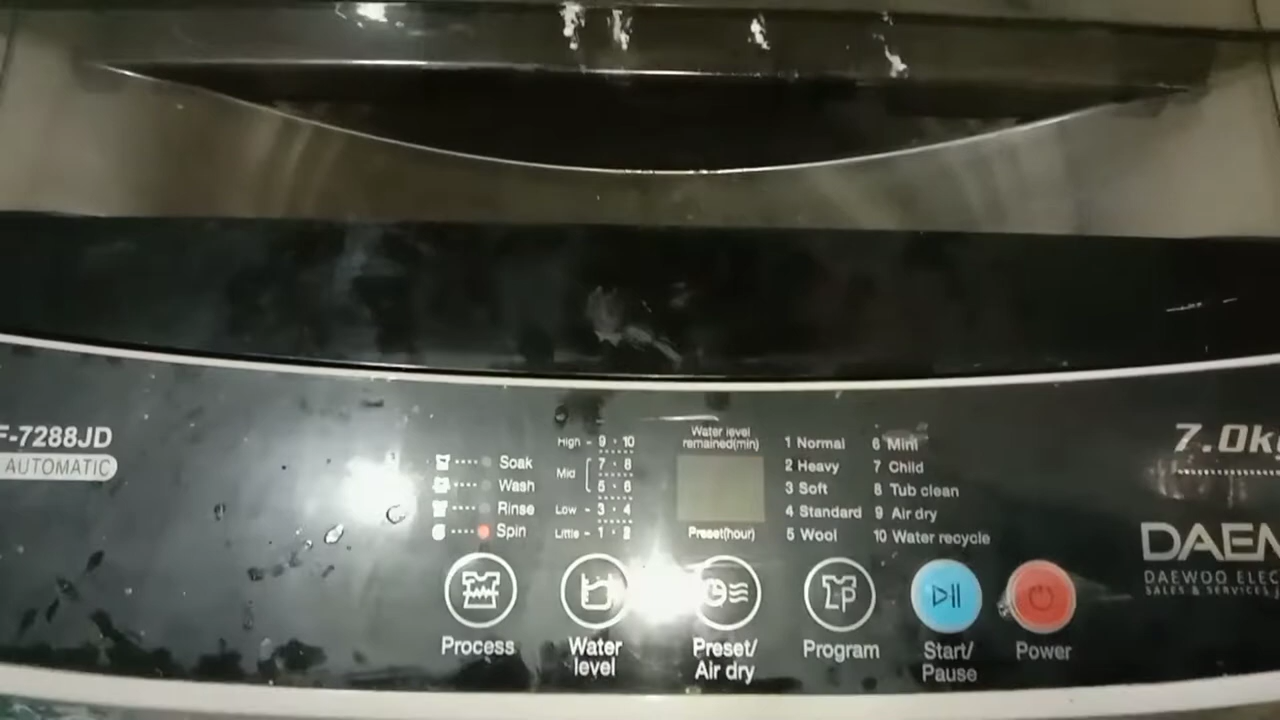 F-7288JD
AUTOMATIC
Soak
Wash
Rinse
Spin
High - 9 · 10
Mid 7 · 8
5 · 6
Low - 3 · 4
Little - 1 · 2
Water level
remained(min)
Preset(hour)
1 Normal
2 Heavy
3 Soft
4 Standard
5 Wool
6 Mini
7 Child
8 Tub clean
9 Air dry
10 Water recycle
Process
Water
level
Preset/
Air dry
Program
Start/
Pause
Power
7.0k
DAEW
DAEWOO ELEC
SALES & SERVICES